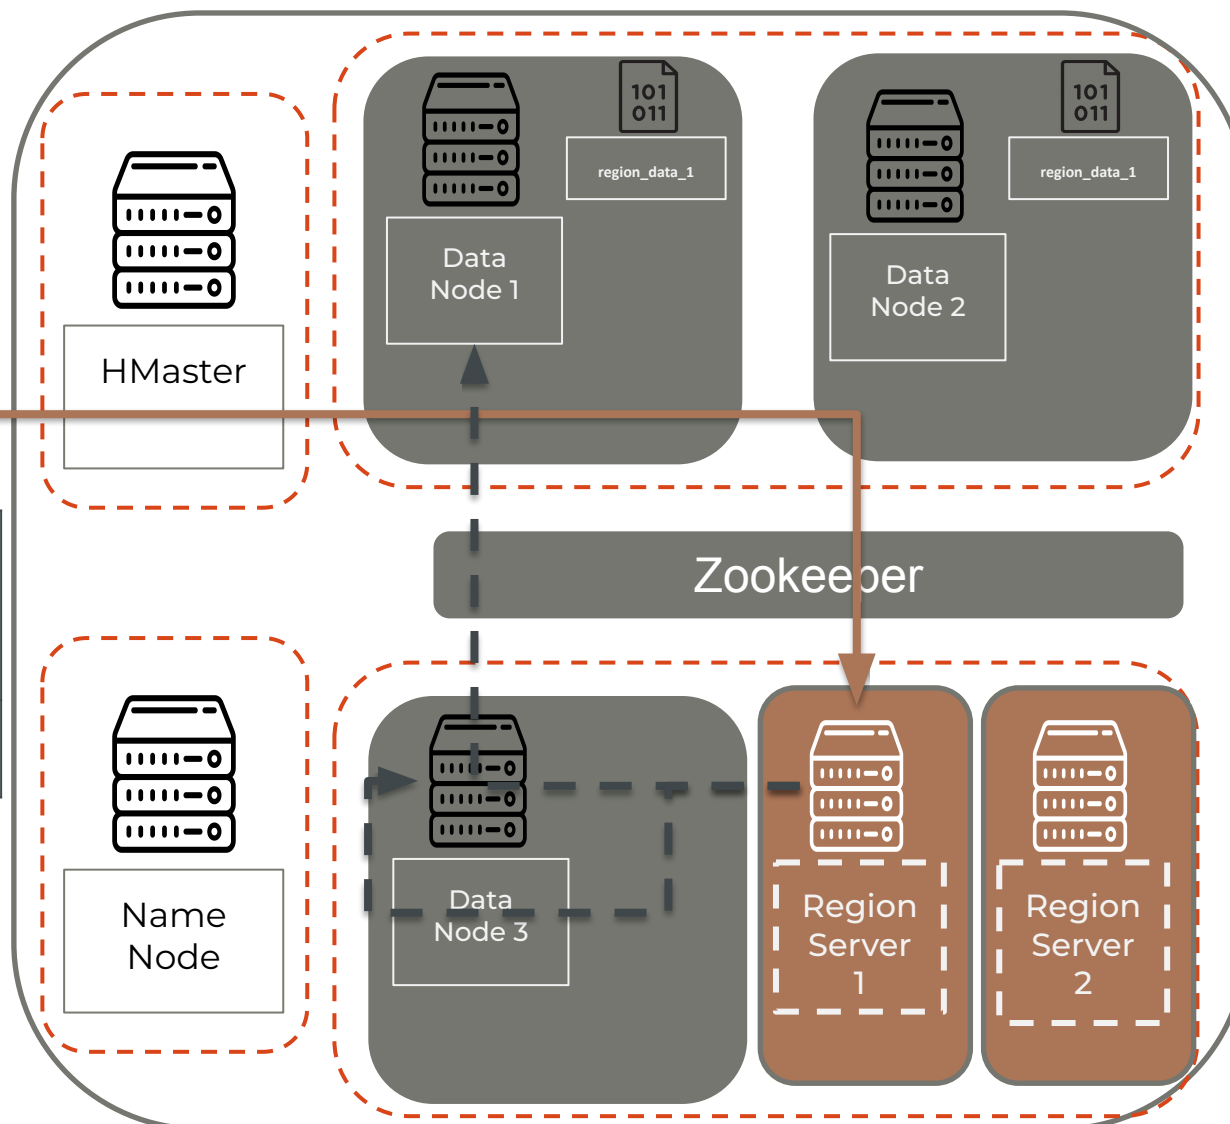 101
011
region_data_1
101
011
region_data_1
Data
Node 1
Data
Node 2
HMaster
Zookeeper
Name
Node
Data
Node 3
Region
Server
1
Region
Server
2